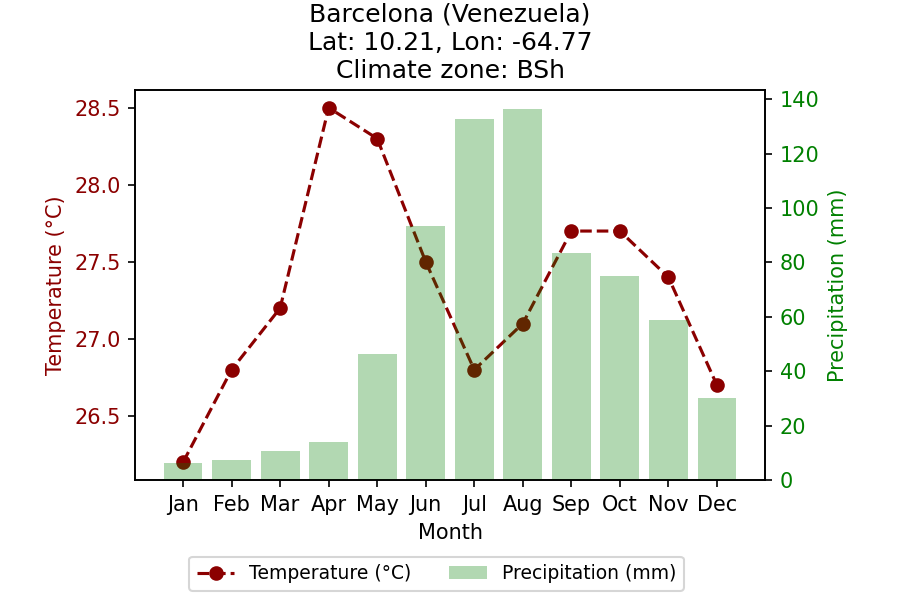 Barcelona (Venezuela)
Lat: 10.21, Lon: -64.77
Climate zone: BSh
28.5
28.0
27.5
27.0
26.5
Temperature (°C)
140
120
100
80
60
40
20
0
Precipitation (mm)
Jan Feb Mar Apr May Jun Jul Aug Sep Oct Nov Dec
Month
Temperature (°C) Precipitation (mm)